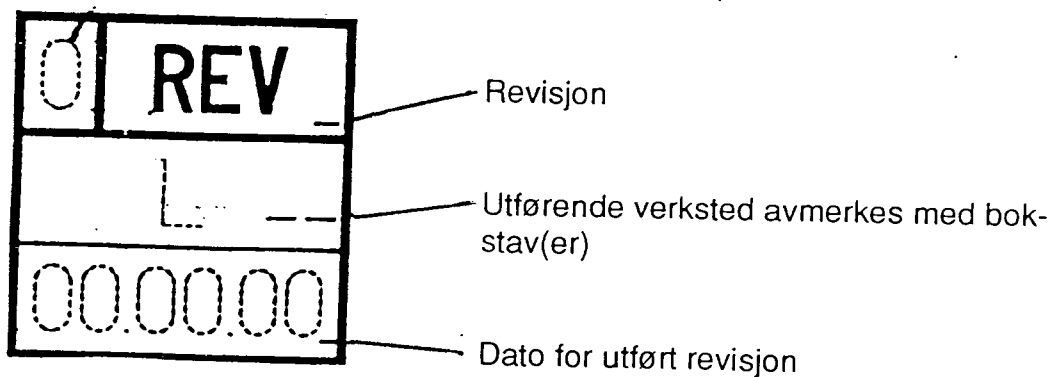 0 REV
Revisjon
L
Utførende verksted avmerkes med bok-
stav(er)
00.00.00
Dato for utført revisjon